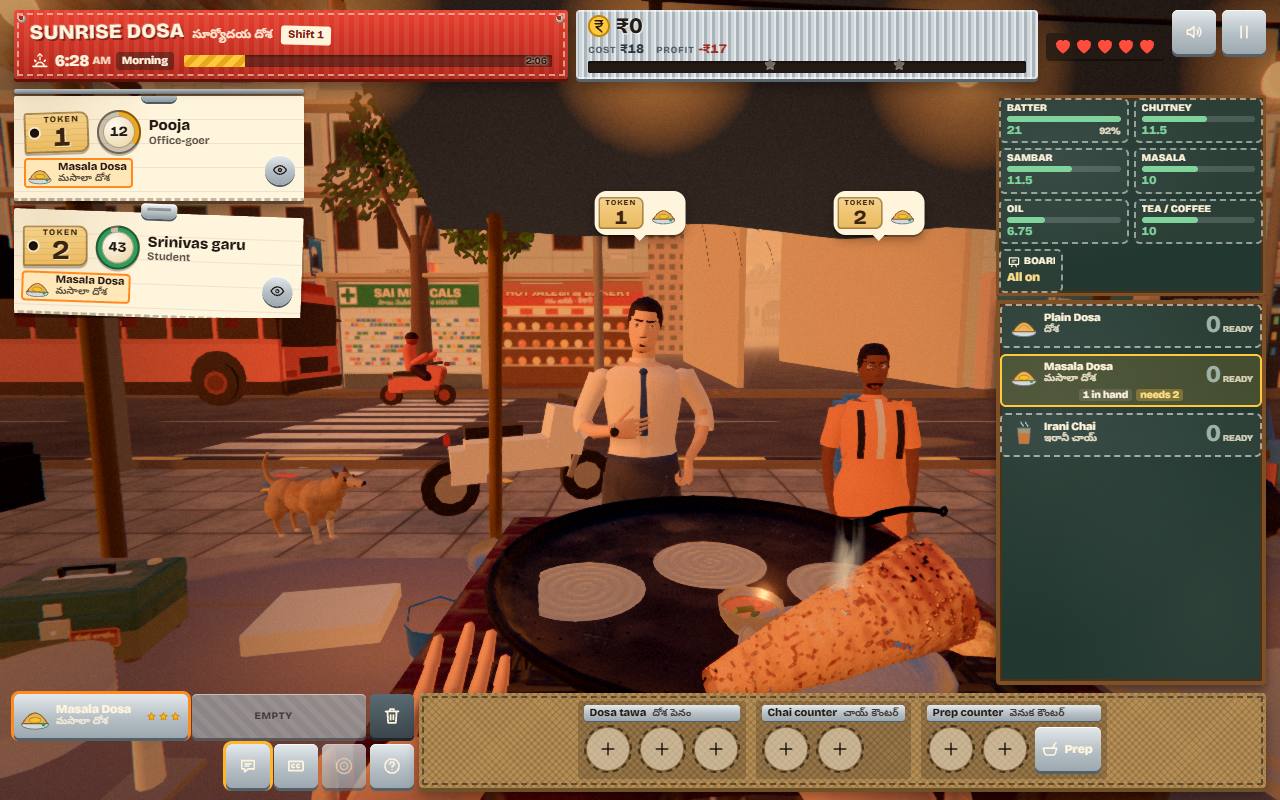 SUNRISE DOSA సూర్యోదయ దోశ Shift 1
6:28 AM Morning 2:06
₹0
COST ₹18 PROFIT -₹17
TOKEN
1
12
Pooja
Office-goer
Masala Dosa
మసాలా దోశ
TOKEN
2
43
Srinivas garu
Student
Masala Dosa
మసాలా దోశ
TOKEN
1
TOKEN
2
BATTER
21 92%
CHUTNEY
11.5
SAMBAR
11.5
MASALA
10
OIL
6.75
TEA / COFFEE
10
BOARD
All on
Plain Dosa
దోశ
0 READY
Masala Dosa
మసాలా దోశ
0 READY
1 in hand needs 2
Irani Chai
ఇరానీ చాయ్
0 READY
Masala Dosa
మసాలా దోశ
EMPTY
CC
Dosa tawa దోశ పెనం
Chai counter చాయ్ కౌంటర్
Prep counter వెనుక కౌంటర్
Prep